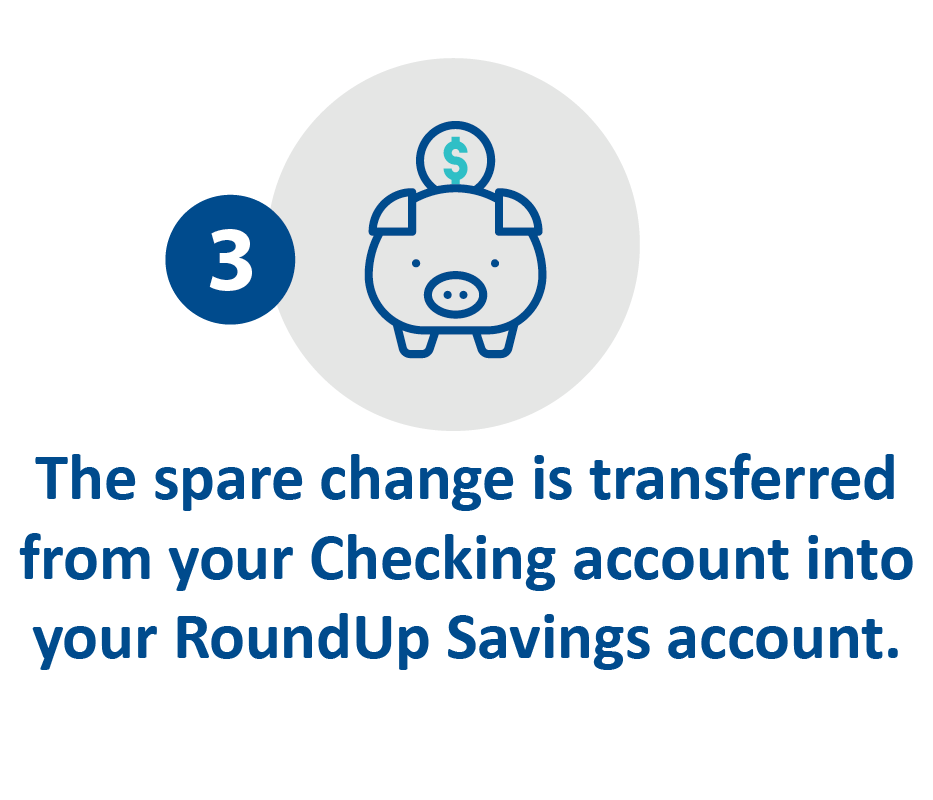 $
3
The spare change is transferred
from your Checking account into
your RoundUp Savings account.